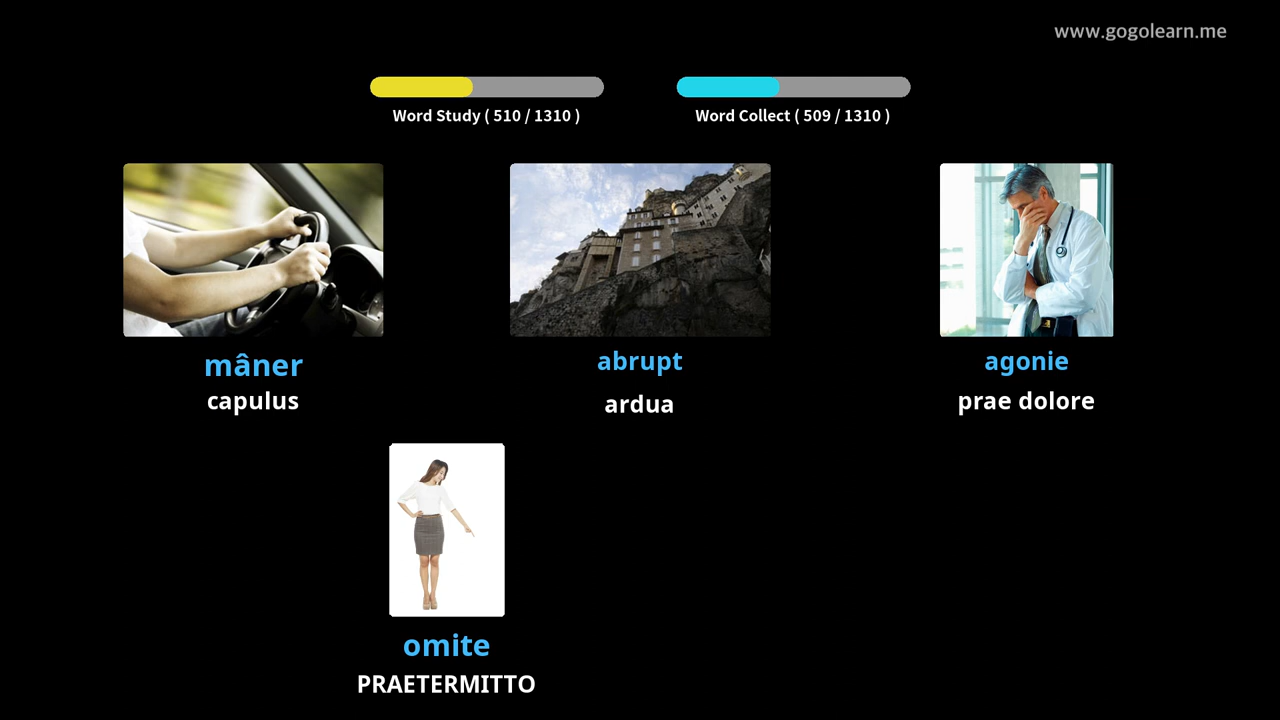 www.gogolearn.me
Word Study ( 510 / 1310 )
Word Collect ( 509 / 1310 )
mâner
capulus
abrupt
ardua
agonie
prae dolore
omite
PRAETERMITTO